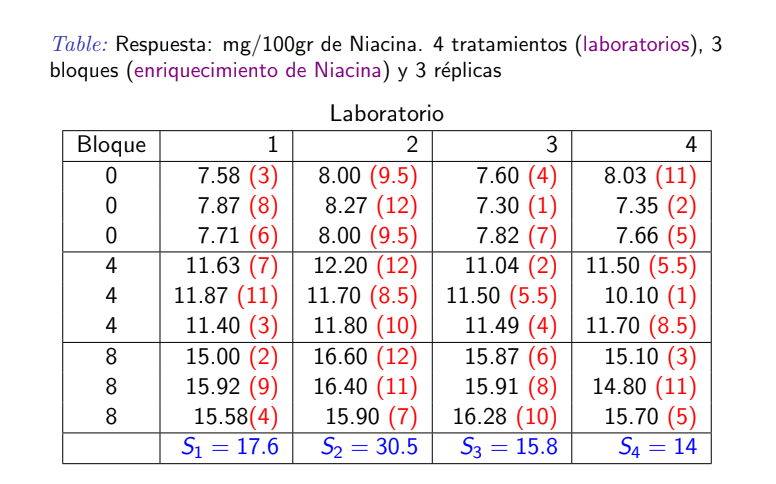 Table: Respuesta: mg/100gr de Niacina. 4 tratamientos (laboratorios), 3
bloques (enriquecimiento de Niacina) y 3 réplicas
Laboratorio
Bloque 1 2 3 4
0 7.58 (3) 8.00 (9.5) 7.60 (4) 8.03 (11)
0 7.87 (8) 8.27 (12) 7.30 (1) 7.35 (2)
0 7.71 (6) 8.00 (9.5) 7.82 (7) 7.66 (5)
4 11.63 (7) 12.20 (12) 11.04 (2) 11.50 (5.5)
4 11.87 (11) 11.70 (8.5) 11.50 (5.5) 10.10 (1)
4 11.40 (3) 11.80 (10) 11.49 (4) 11.70 (8.5)
8 15.00 (2) 16.60 (12) 15.87 (6) 15.10 (3)
8 15.92 (9) 16.40 (11) 15.91 (8) 14.80 (11)
8 15.58(4) 15.90 (7) 16.28 (10) 15.70 (5)
S₁ = 17.6 S₂ = 30.5 S₃ = 15.8 S₄ = 14